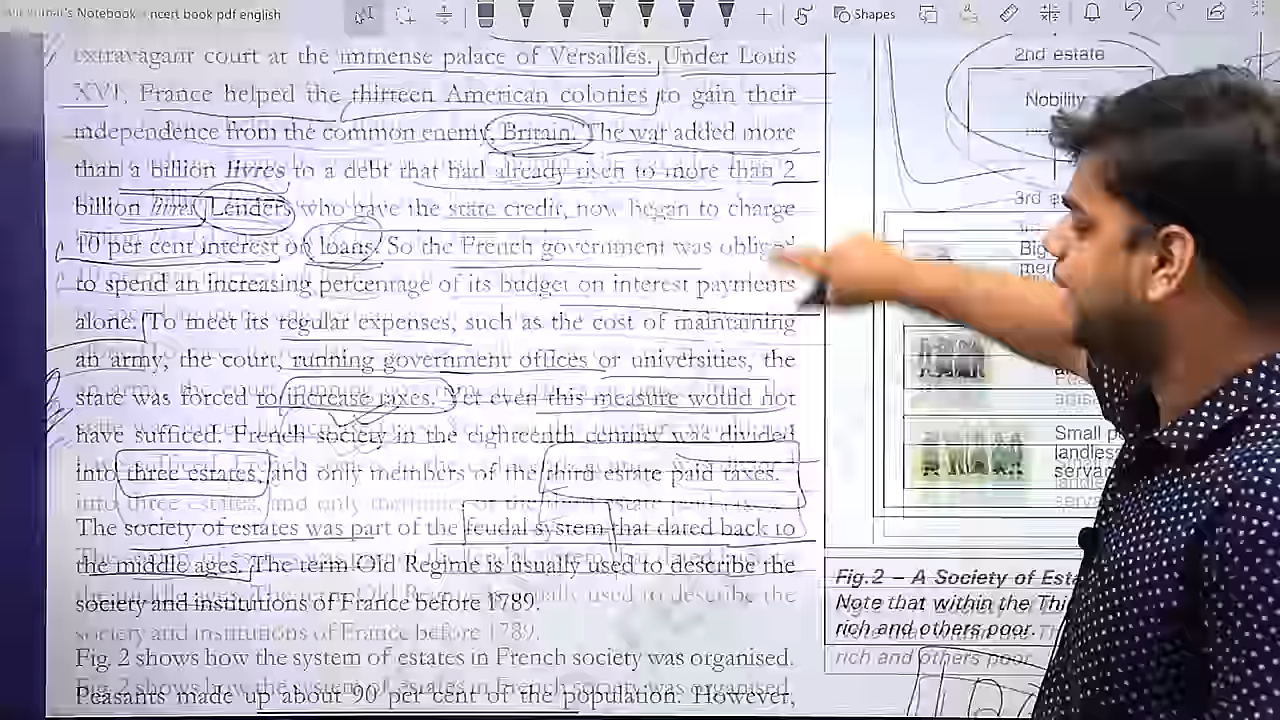 ncert book pdf english
Shapes
extravagant court at the immense palace of Versailles. Under Louis
XVI, France helped the thirteen American colonies to gain their
independence from the common enemy, Britain. The war added more
than a billion livres to a debt that had already risen to more than 2
billion livres. Lenders who gave the state credit, now began to charge
10 per cent interest on loans. So the French government was obliged
to spend an increasing percentage of its budget on interest payments
alone. To meet its regular expenses, such as the cost of maintaining
an army, the court, running government offices or universities, the
state was forced to increase taxes. Yet even this measure would not
have sufficed. French society in the eighteenth century was divided
into three estates, and only members of the third estate paid taxes.
The society of estates was part of the feudal system that dated back to
the middle ages. The term Old Regime is usually used to describe the
society and institutions of France before 1789.
Fig. 2 shows how the system of estates in French society was organised.
Peasants made up about 90 per cent of the population. However,
2nd estate
Nobility
3rd
Big
Small
landless
Fig.2 – A Society of
Note that within the
rich and others poor.